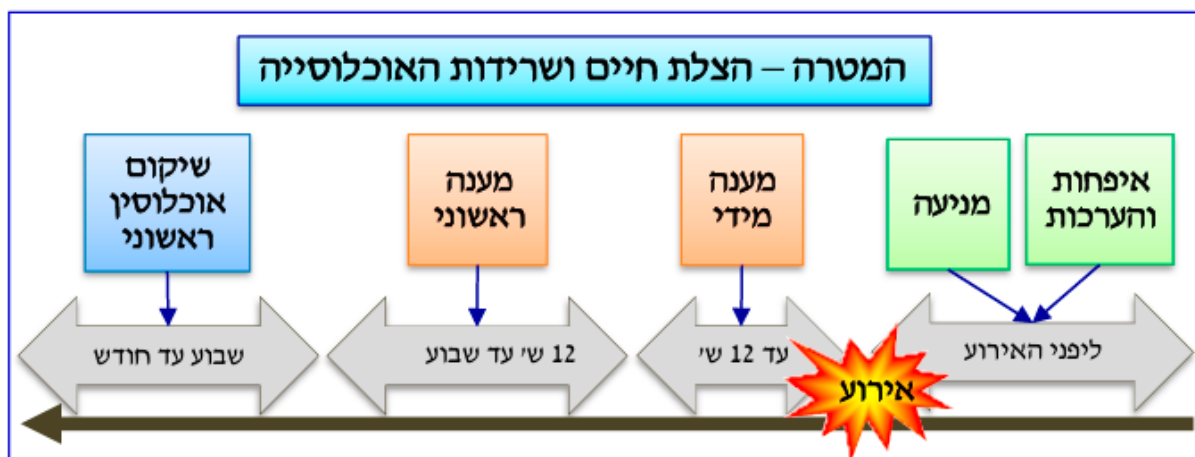 המטרה – הצלת חיים ושרידות האוכלוסייה
איפחות
והערכות
מניעה
מענה
מידי
מענה
ראשוני
שיקום
אוכלוסין
ראשוני
ליפני האירוע
אירוע
עד 12 ש'
12 ש' עד שבוע
שבוע עד חודש